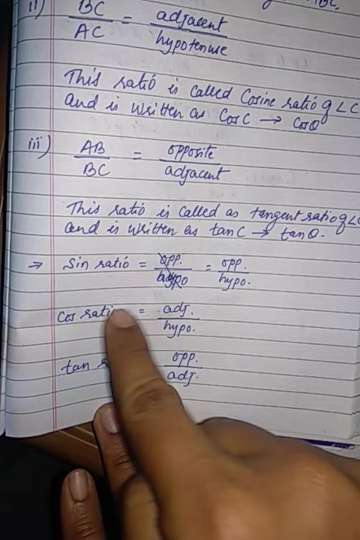 ii) BC/AC = adjacent/hypotenuse
This ratio is called Cosine ratio of ∠C
and is written as CosC → Cosθ
iii) AB/BC = opposite/adjacent
This ratio is called as tangent ratio of ∠C
and is written as tanC → tanθ.
⇒ Sin ratio = opp./hypo = opp./hypo.
Cos ratio = adj./hypo.
tan opp./adj.